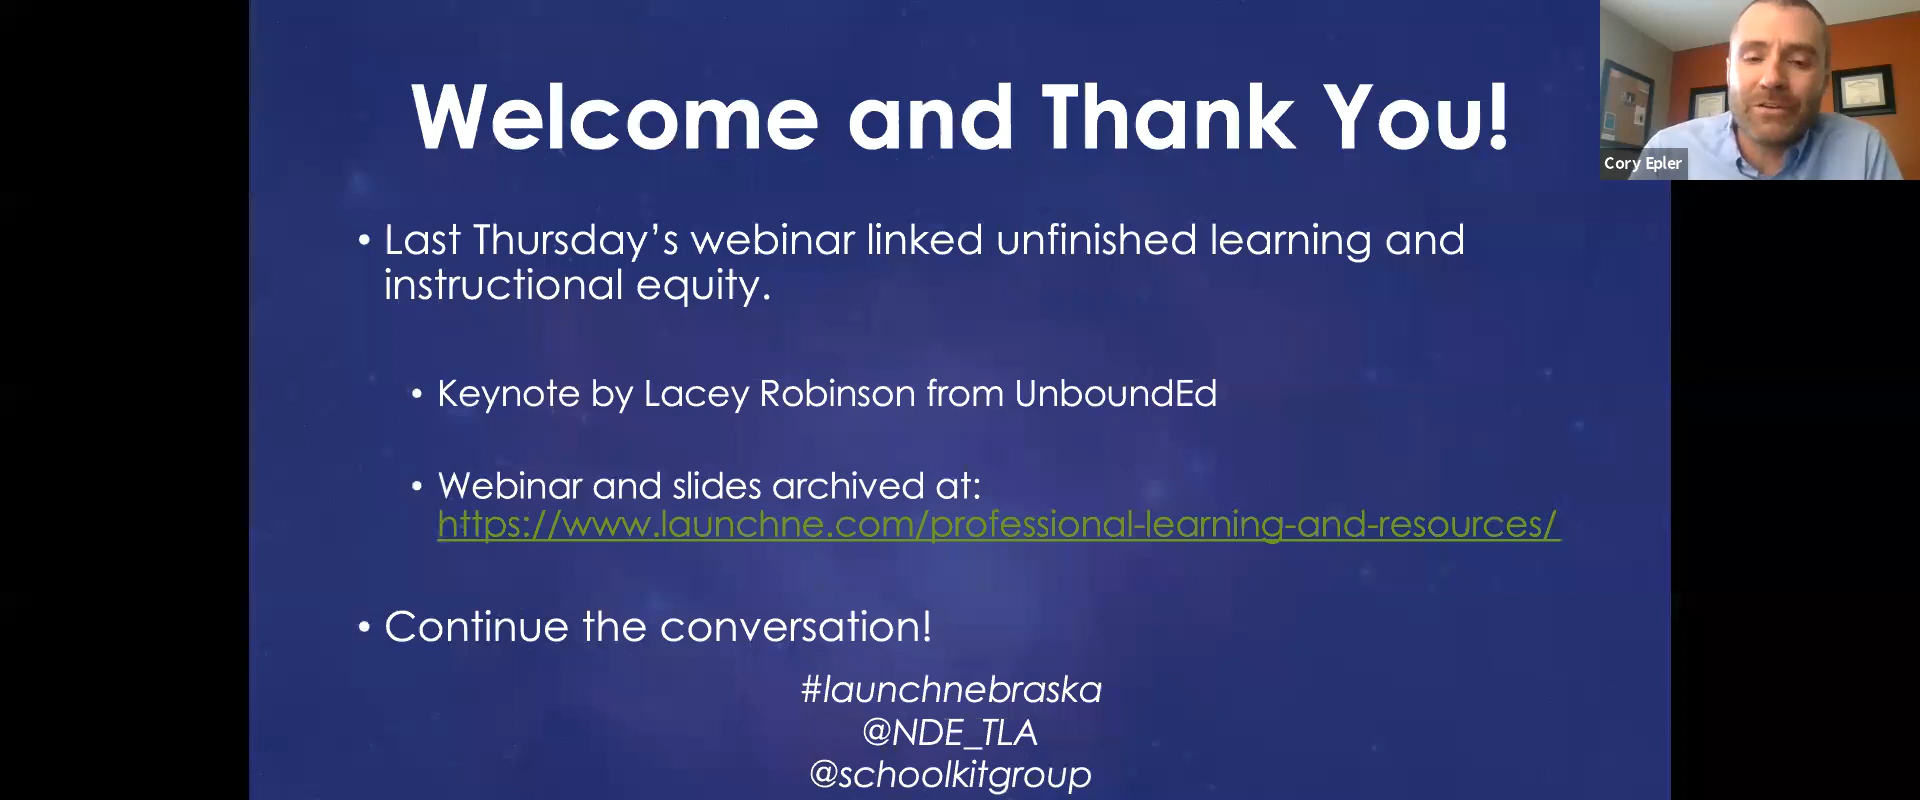 Welcome and Thank You!
Cory Epler
• Last Thursday’s webinar linked unfinished learning and
instructional equity.
• Keynote by Lacey Robinson from UnboundEd
• Webinar and slides archived at:
https://www.launchne.com/professional-learning-and-resources/
• Continue the conversation!
#launchnebraska
@NDE_TLA
@schoolkitgroup